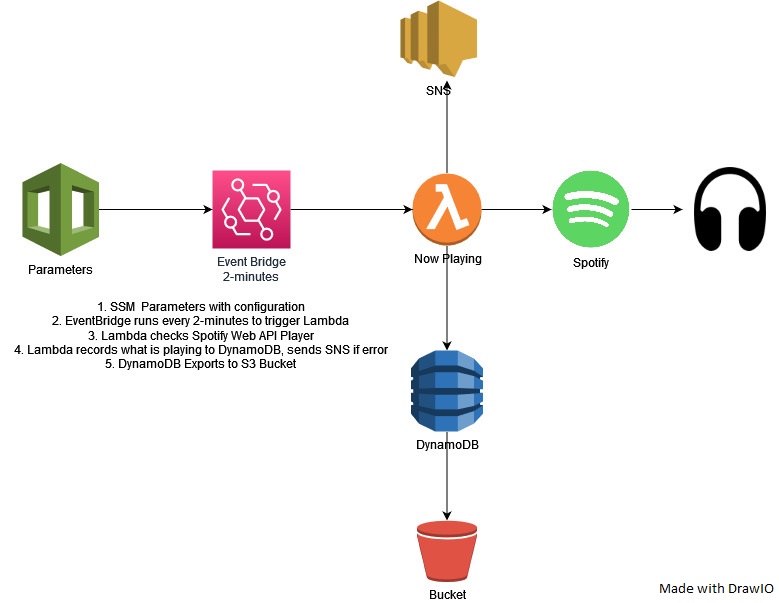 SNS
Parameters
Event Bridge
2-minutes
Now Playing
Spotify
1. SSM Parameters with configuration
2. EventBridge runs every 2-minutes to trigger Lambda
3. Lambda checks Spotify Web API Player
4. Lambda records what is playing to DynamoDB, sends SNS if error
5. DynamoDB Exports to S3 Bucket
DynamoDB
Bucket
Made with DrawIO